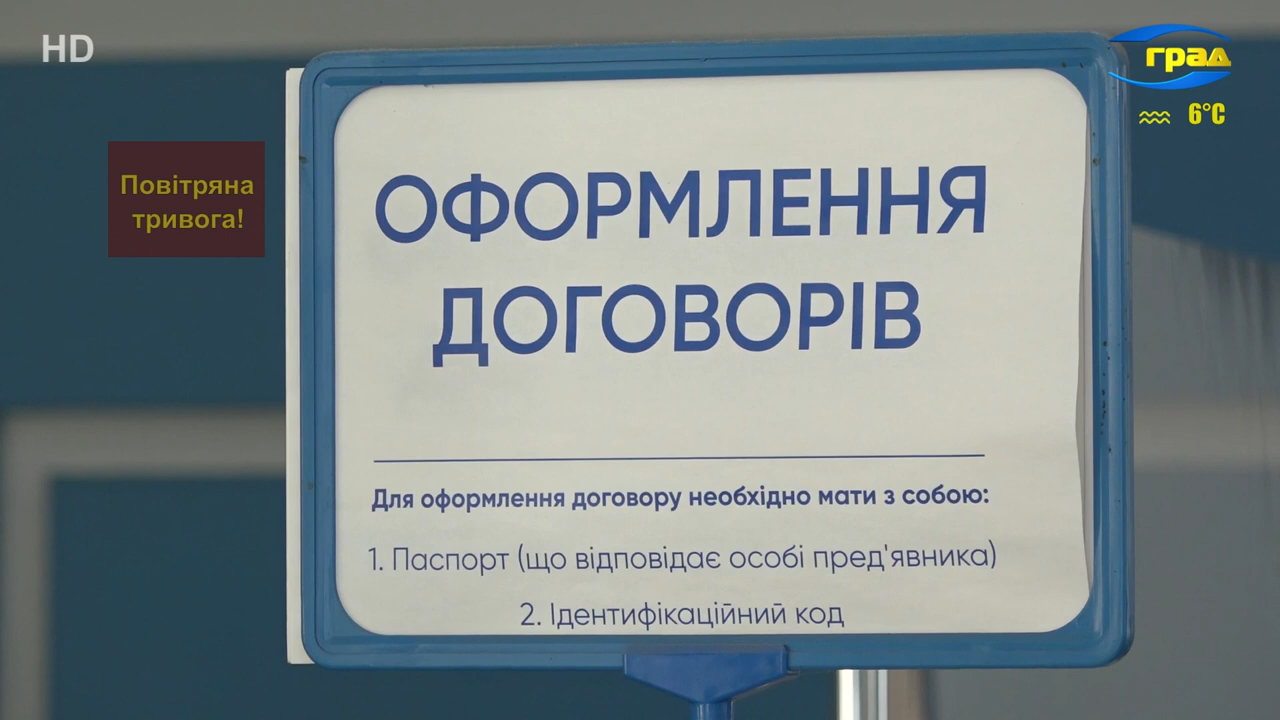 HD
град
6°C
Повітряна
тривога!
ОФОРМЛЕННЯ
ДОГОВОРІВ
Для оформлення договору необхідно мати з собою:
1. Паспорт (що відповідає особі пред'явника)
2. Ідентифікаційний код